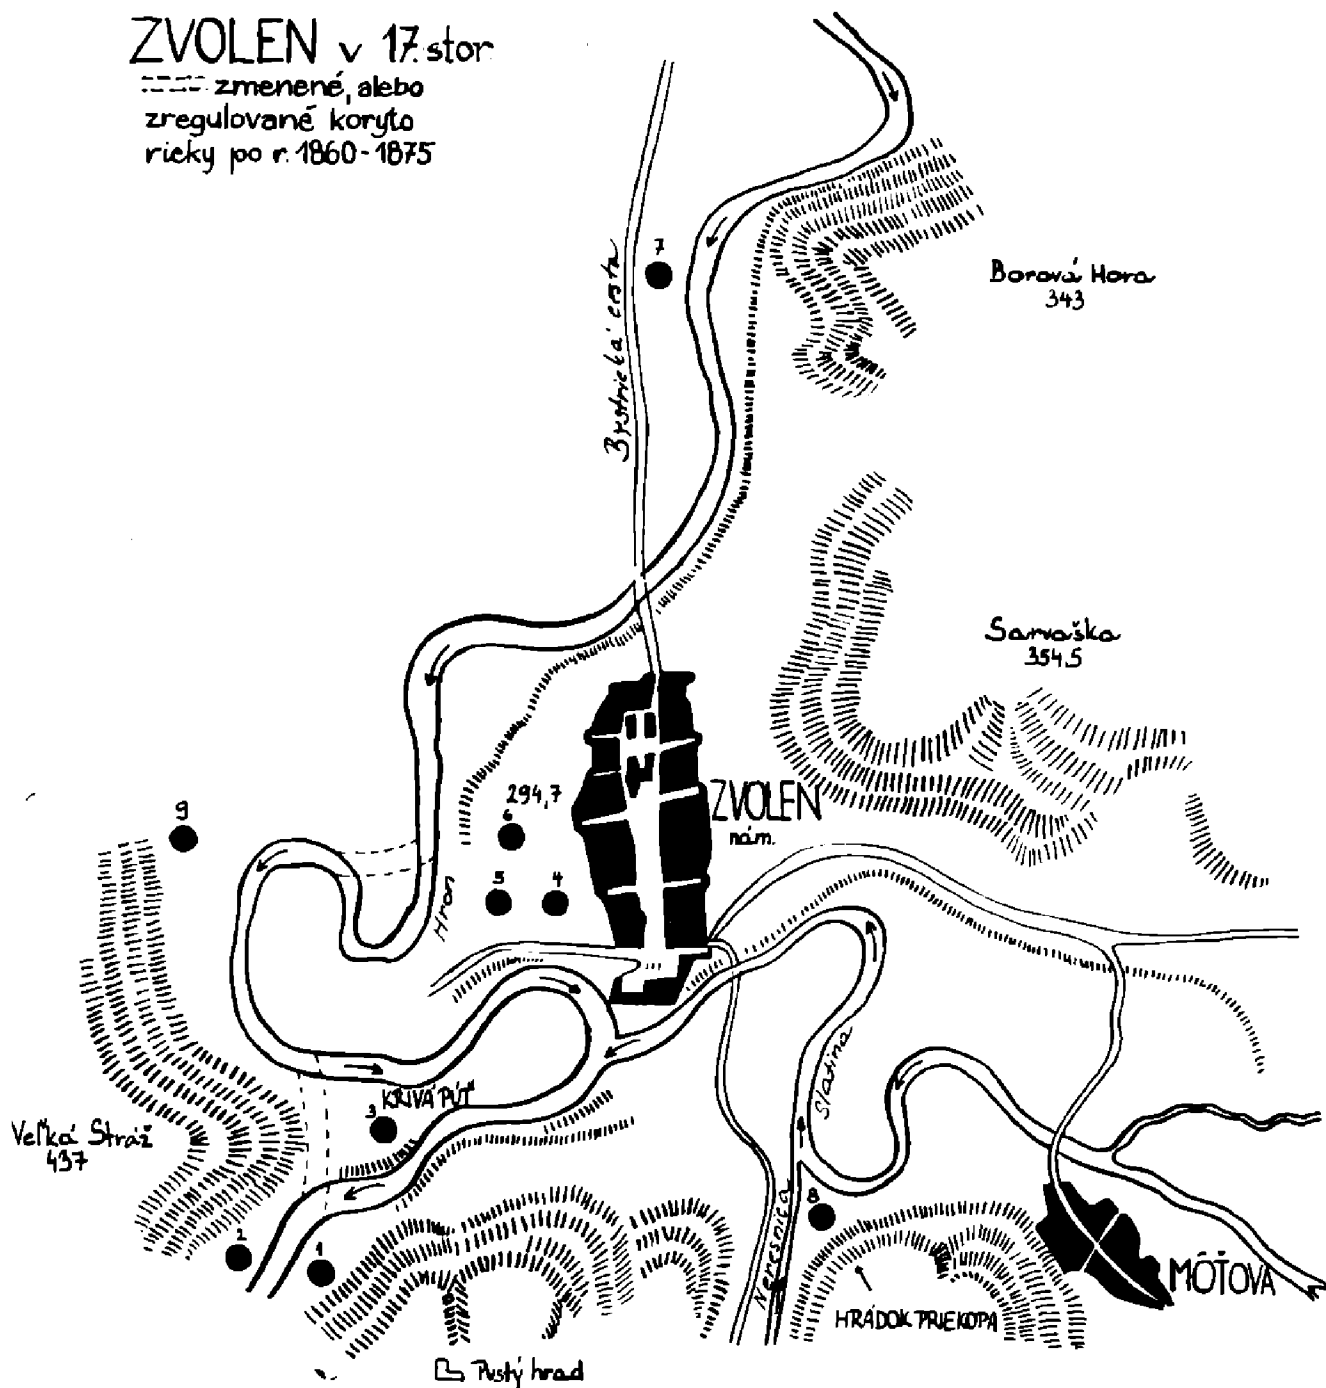 ZVOLEN v 17. stor
zmenené, alebo
zregulované koryto
rieky po r. 1860-1875
7
Borová Hora
343
Bystrická cesta
Sarvaška
354,5
294,7
6
ZVOLEN
nám.
9
5
4
Hron
Slatina
KRIVÁ PÚŤ
3
Veľká Stráž
437
Neresnica
8
2
1
MÔŤOVA
HRÁDOK PRIEKOPA
Pustý hrad